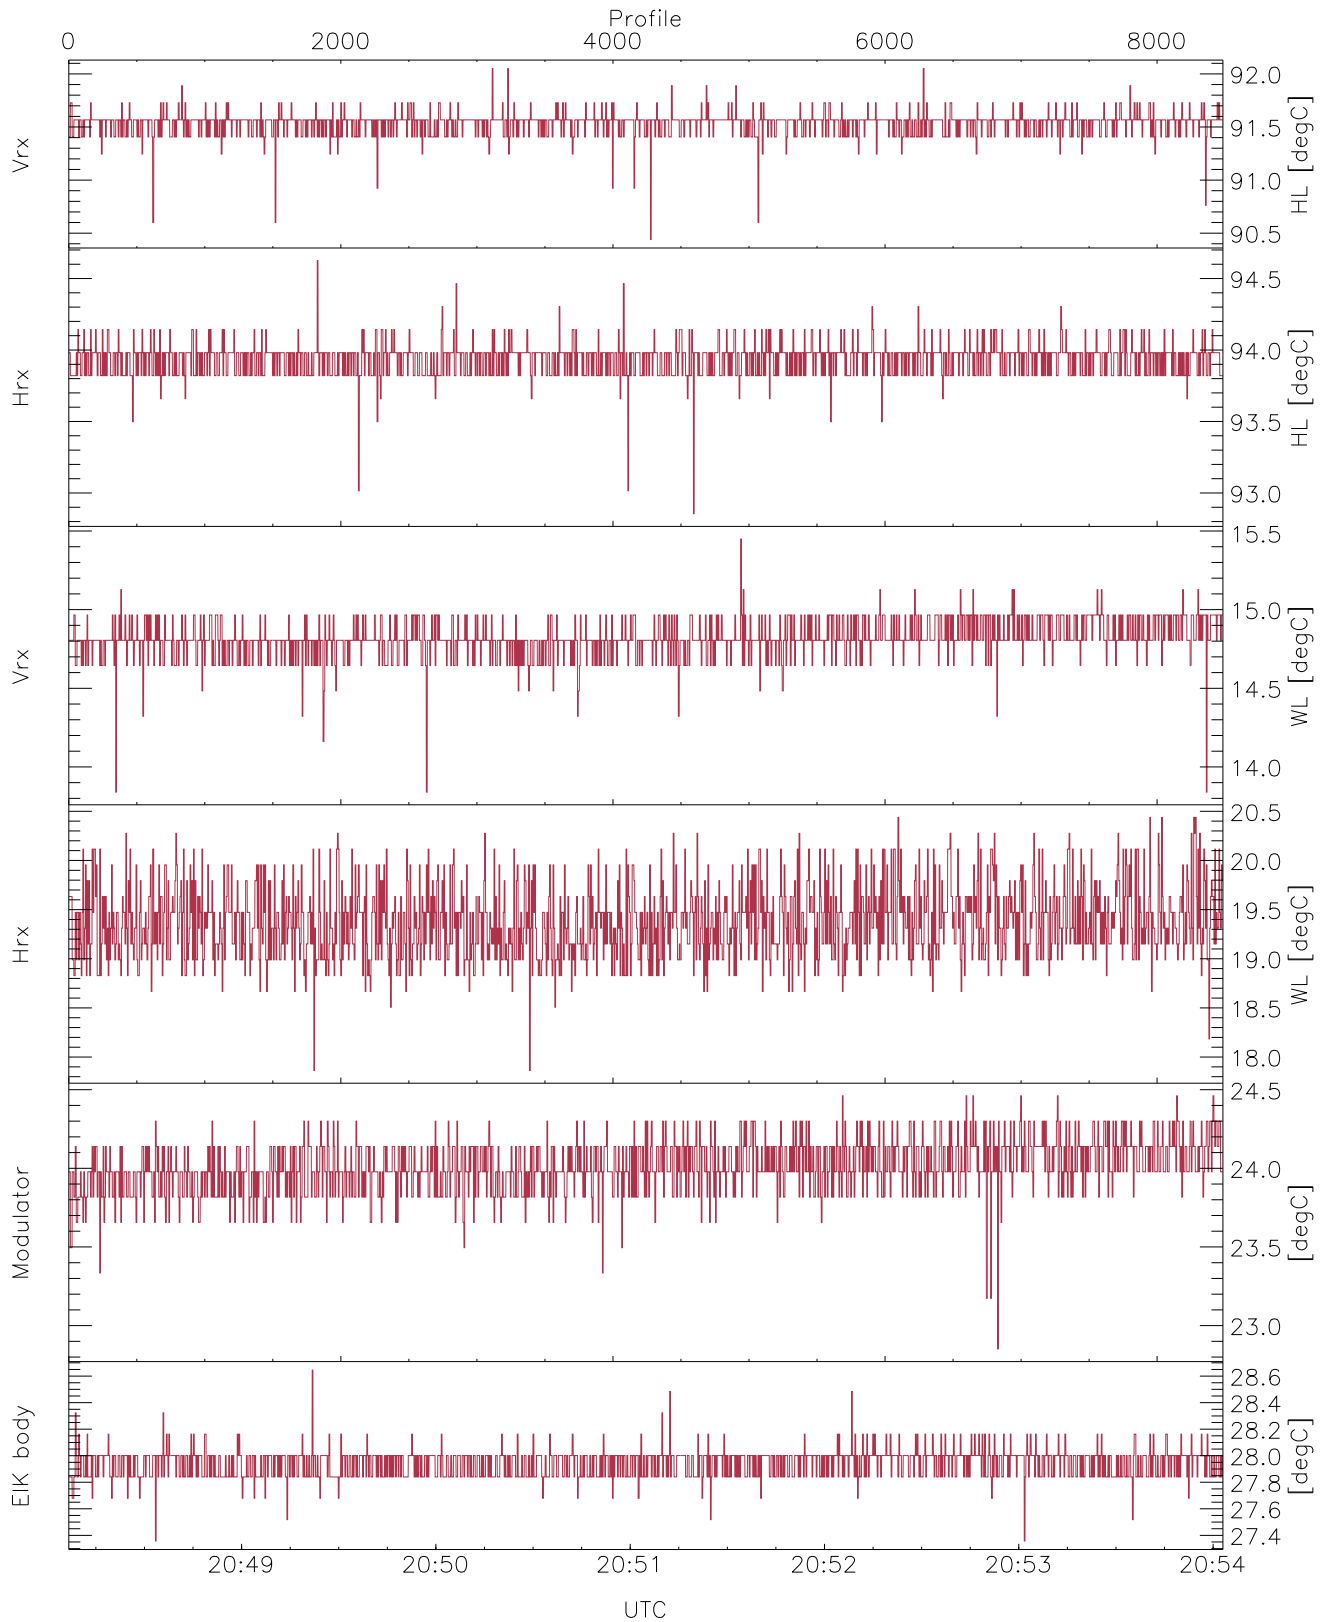 Profile
0 2000 4000 6000 8000
Vrx
92.0
91.5
91.0
90.5
HL [degC]
Hrx
94.5
94.0
93.5
93.0
HL [degC]
Vrx
15.5
15.0
14.5
14.0
WL [degC]
Hrx
20.5
20.0
19.5
19.0
18.5
18.0
WL [degC]
Modulator
24.5
24.0
23.5
23.0
[degC]
EIK body
28.6
28.4
28.2
28.0
27.8
27.6
27.4
[degC]
20:49 20:50 20:51 20:52 20:53 20:54
UTC